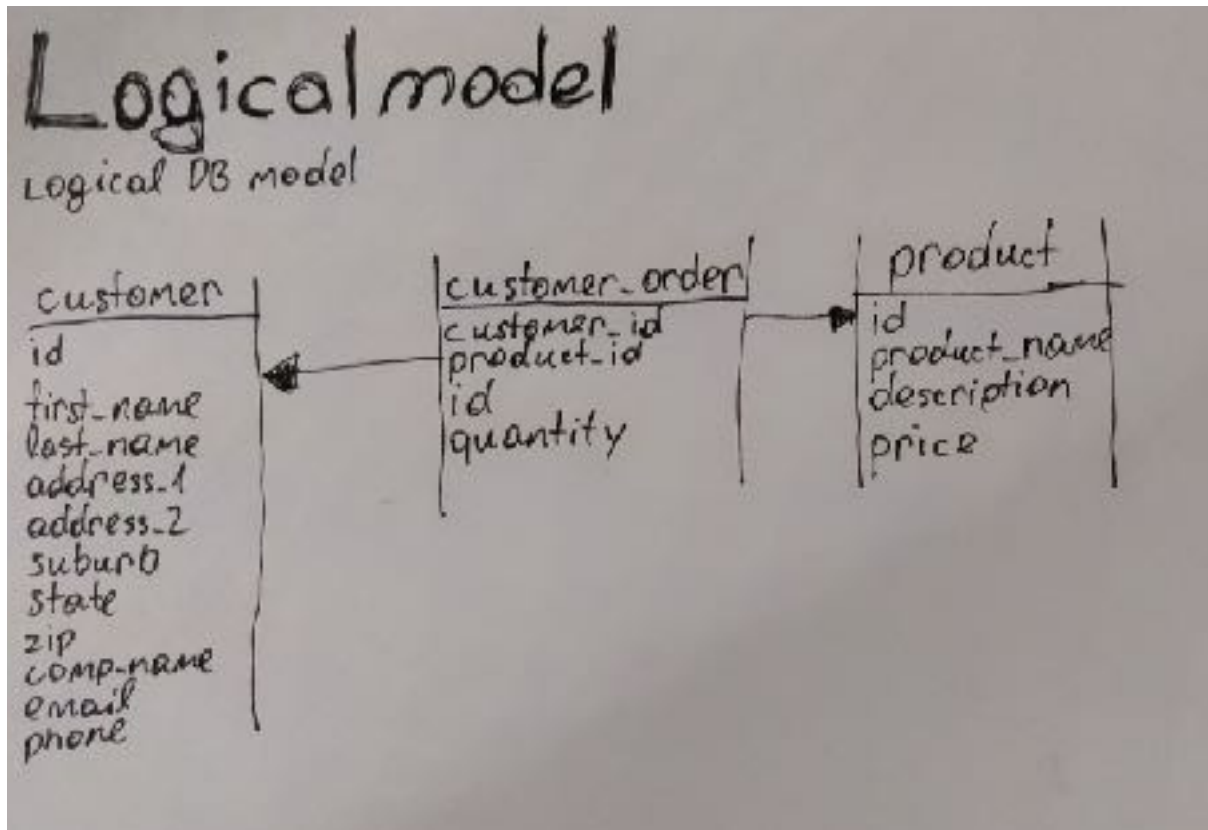 Logical model
Logical DB model
customer
id
first_name
last_name
address_1
address_2
suburb
state
zip
comp_name
email
phone
customer_order
customer_id
product_id
id
quantity
product
id
product_name
description
price